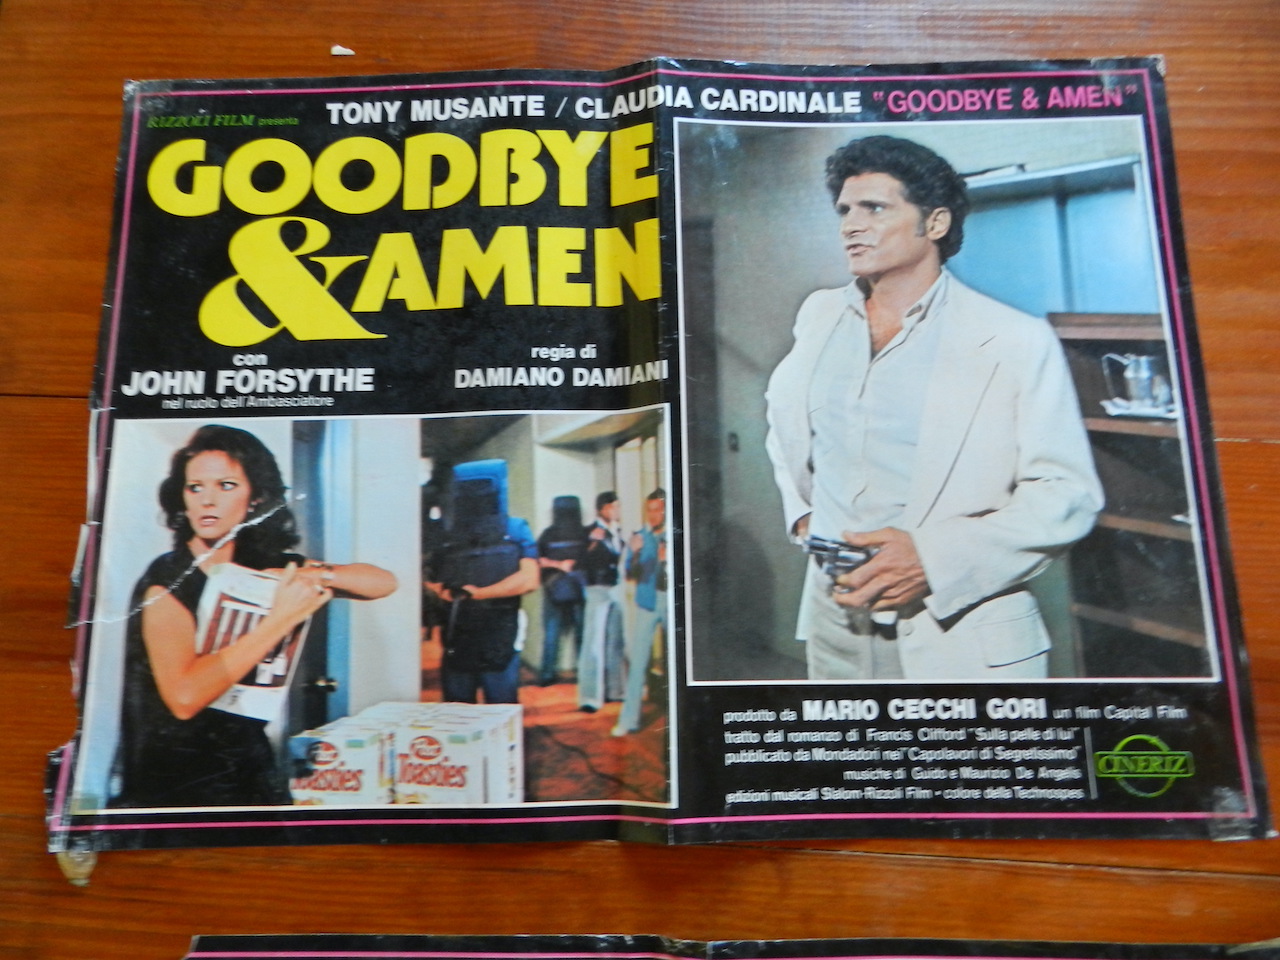 TONY MUSANTE / CLAUDIA CARDINALE "GOODBYE & AMEN"
RIZZOLI FILM presenta
GOODBYE
& AMEN
con
JOHN FORSYTHE
nel ruolo dell'Ambasciatore
regia di
DAMIANO DAMIANI
Post
Toasties
Toasties
prodotto da MARIO CECCHI GORI un film Capital Film
tratto dal romanzo di Francis Clifford "Sulla pelle di lui"
pubblicato da Mondadori nei "Capolavori di Segretissimo"
musiche di Guido e Maurizio De Angelis
edizioni musicali Slalom-Rizzoli Film - colore della Technospes
CINERIZ